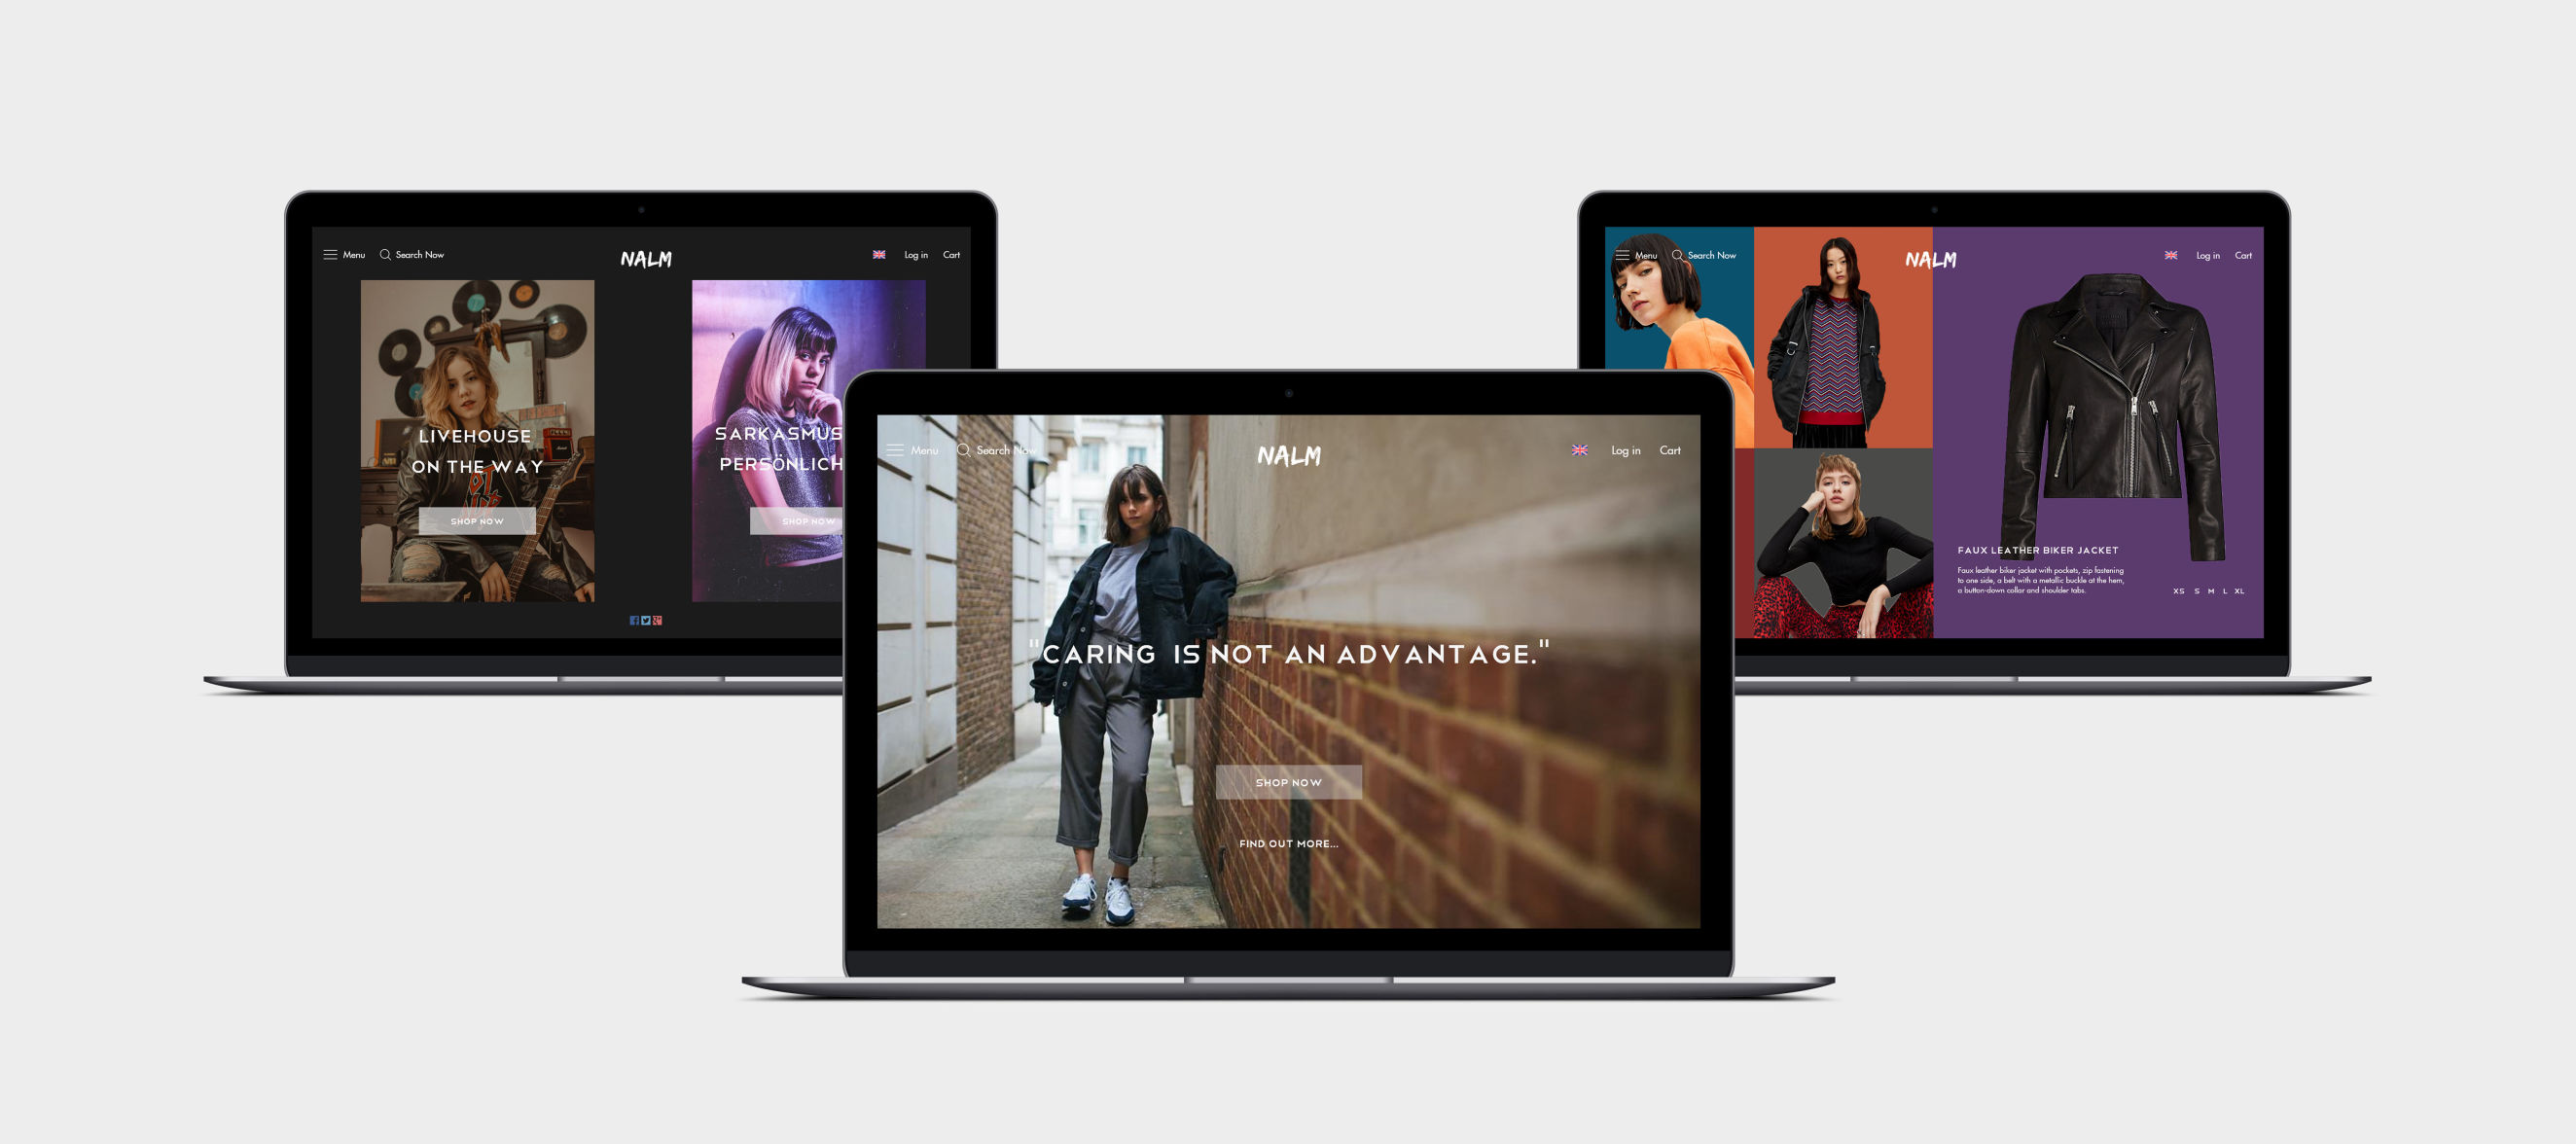 Menu
Search Now
NALM
Log in
Cart
LIVEHOUSE
ON THE WAY
SHOP NOW
SARKASMUS
PERSÖNLICH
SHOP NOW
Menu
Search Now
NALM
Log in
Cart
"CARING IS NOT AN ADVANTAGE."
SHOP NOW
FIND OUT MORE...
Menu
Search Now
NALM
Log in
Cart
FAUX LEATHER BIKER JACKET
Faux leather biker jacket with pockets, zip fastening
to one side, a belt with a metallic buckle at the hem,
a button-down collar and shoulder tabs.
XS S M L XL